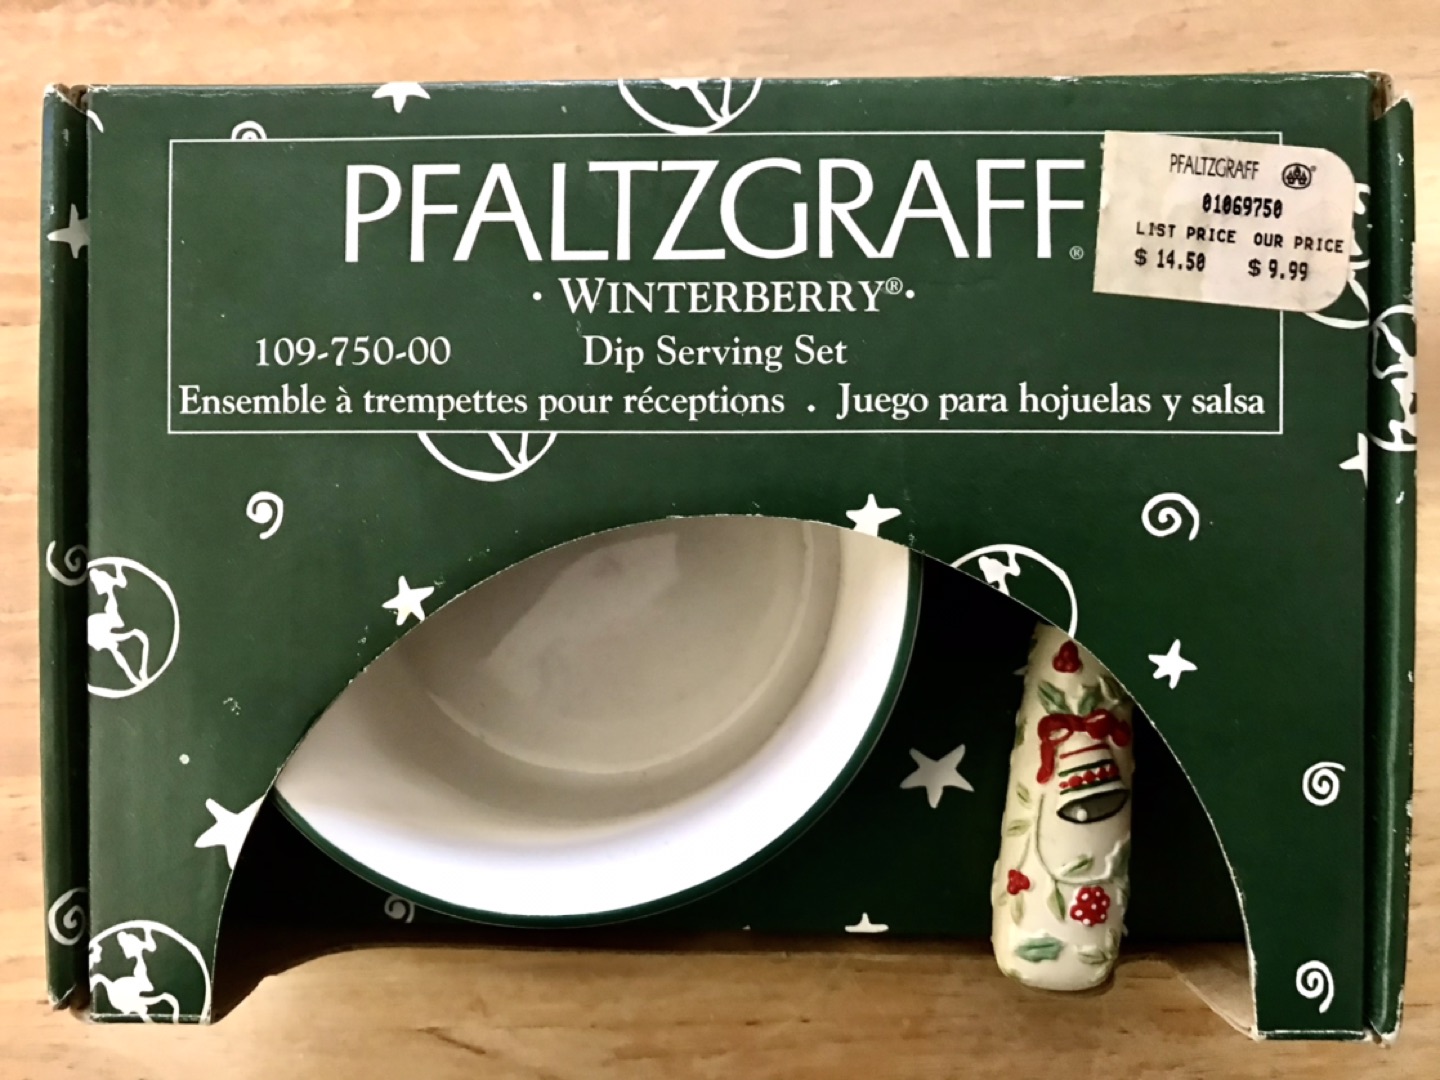 PFALTZGRAFF®
· WINTERBERRY®·
109-750-00 Dip Serving Set
Ensemble à trempettes pour réceptions . Juego para hojuelas y salsa
PFALTZGRAFF ®
01069750
LIST PRICE OUR PRICE
$ 14.50 $ 9.99